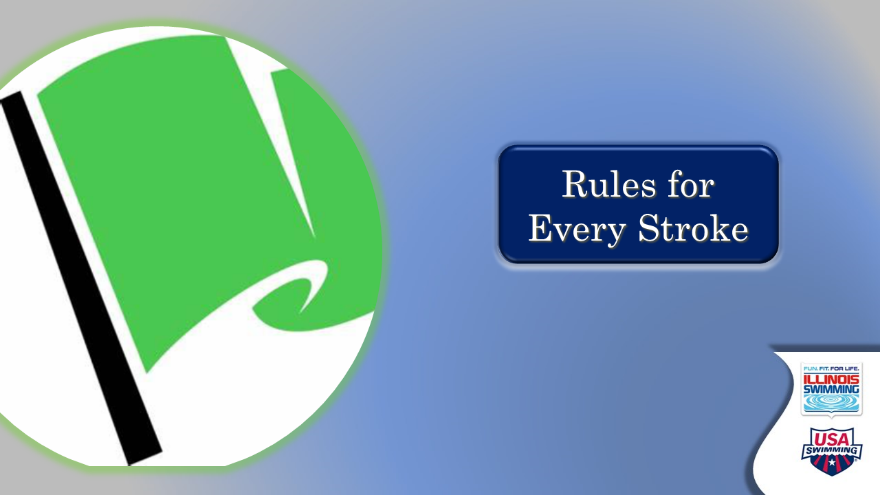 Rules for
Every Stroke
FUN. FIT. FOR LIFE.
ILLINOIS
SWIMMING
USA
SWIMMING